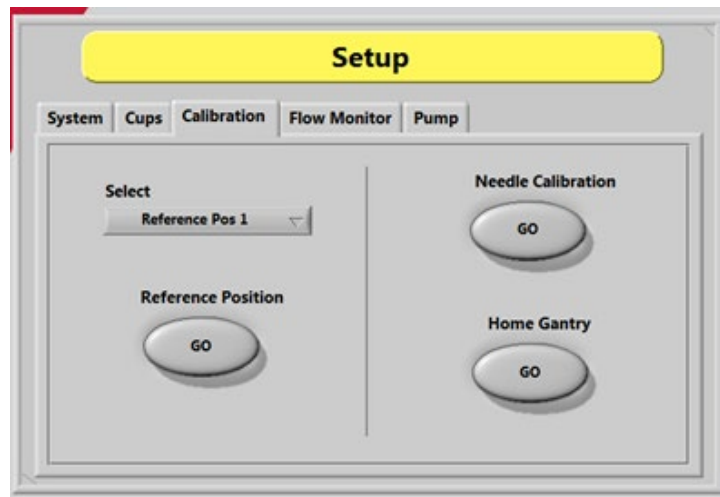 Setup
System
Cups
Calibration
Flow Monitor
Pump
Select
Reference Pos 1
Reference Position
GO
Needle Calibration
GO
Home Gantry
GO